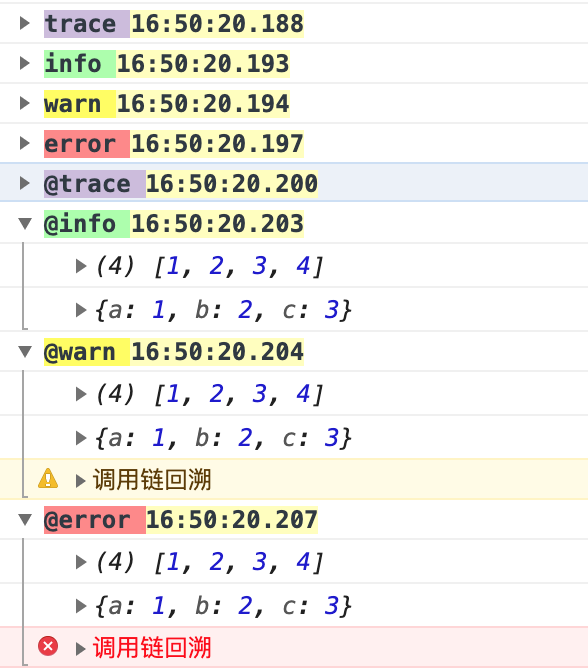 trace 16:50:20.188
info 16:50:20.193
warn 16:50:20.194
error 16:50:20.197
@trace 16:50:20.200
@info 16:50:20.203
(4) [1, 2, 3, 4]
{a: 1, b: 2, c: 3}
@warn 16:50:20.204
(4) [1, 2, 3, 4]
{a: 1, b: 2, c: 3}
调用链回溯
@error 16:50:20.207
(4) [1, 2, 3, 4]
{a: 1, b: 2, c: 3}
调用链回溯